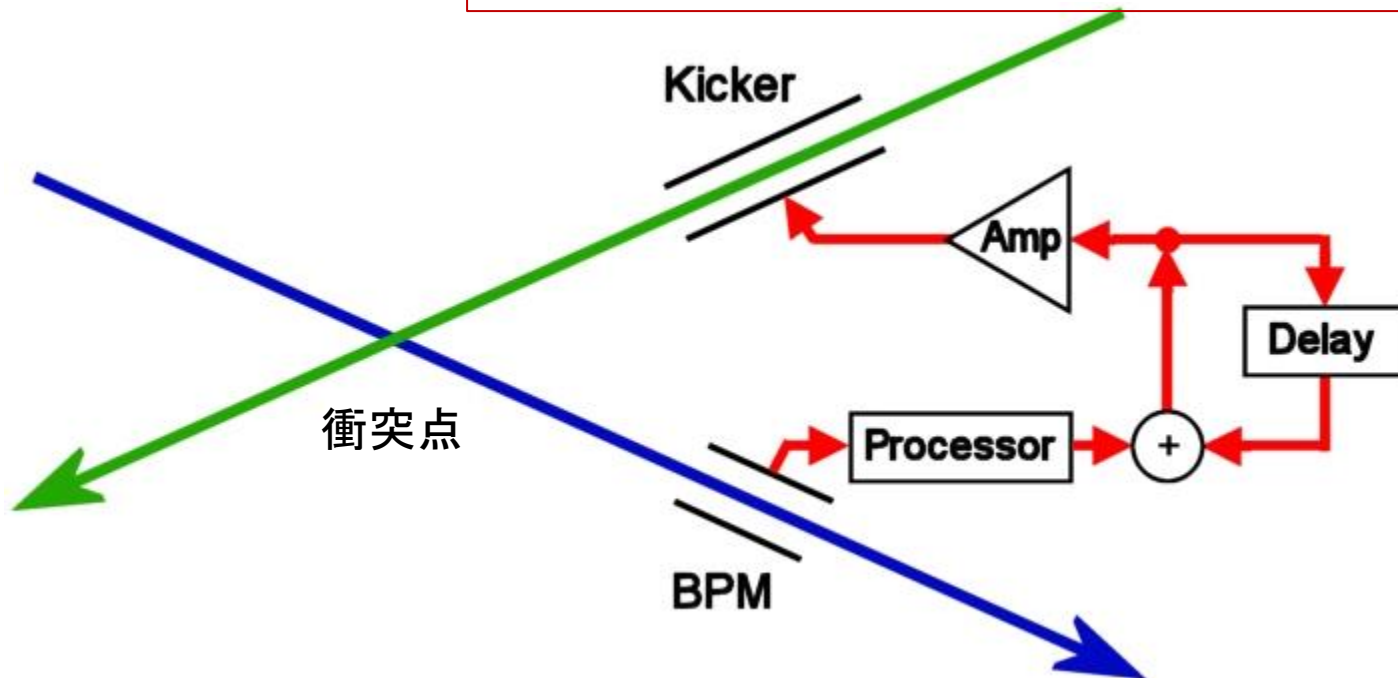 Kicker
Amp
Delay
衝突点
Processor
+
BPM